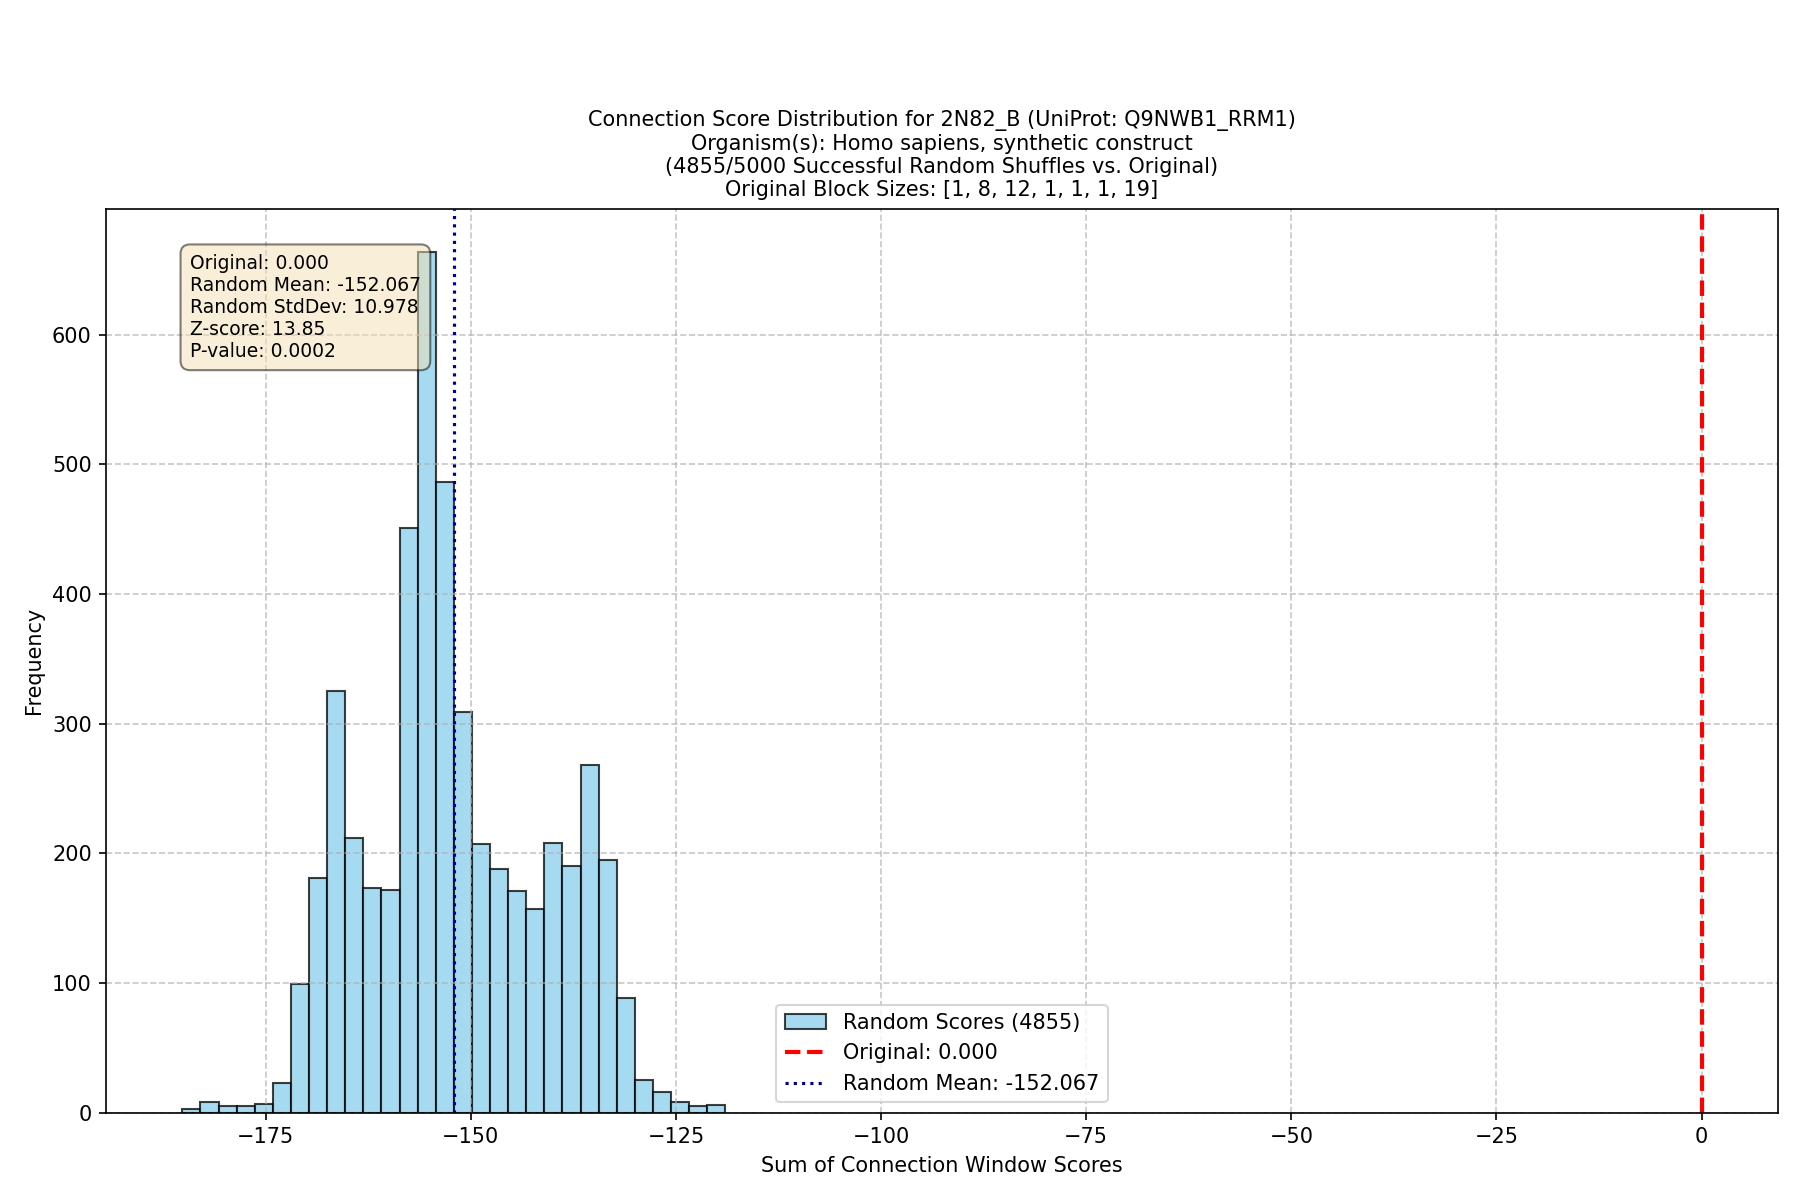 Connection Score Distribution for 2N82_B (UniProt: Q9NWB1_RRM1)
Organism(s): Homo sapiens, synthetic construct
(4855/5000 Successful Random Shuffles vs. Original)
Original Block Sizes: [1, 8, 12, 1, 1, 1, 19]
Original: 0.000
Random Mean: -152.067
Random StdDev: 10.978
Z-score: 13.85
P-value: 0.0002
600
500
400
300
200
100
0
Frequency
Random Scores (4855)
Original: 0.000
Random Mean: -152.067
−175 −150 −125 −100 −75 −50 −25 0
Sum of Connection Window Scores